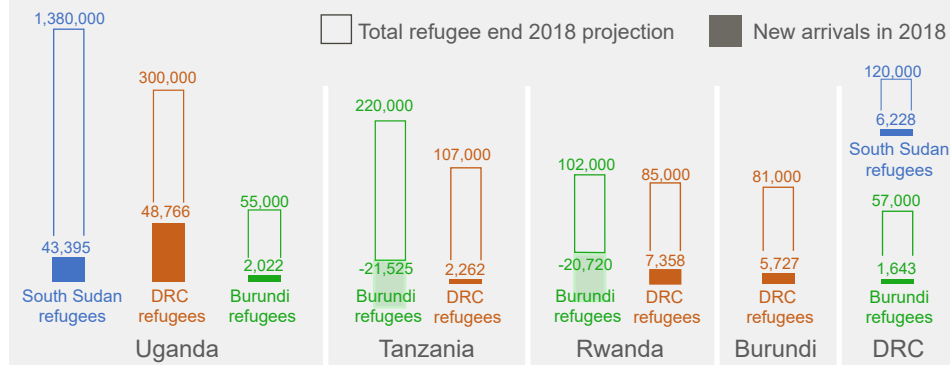 1,380,000
Total refugee end 2018 projection
New arrivals in 2018
300,000
120,000
220,000
6,228
South Sudan
refugees
107,000
102,000
85,000
81,000
55,000
57,000
48,766
43,395
2,022
-21,525
2,262
-20,720
7,358
5,727
1,643
South Sudan
refugees
DRC
refugees
Burundi
refugees
Burundi
refugees
DRC
refugees
Burundi
refugees
DRC
refugees
DRC
refugees
Burundi
refugees
Uganda
Tanzania
Rwanda
Burundi
DRC